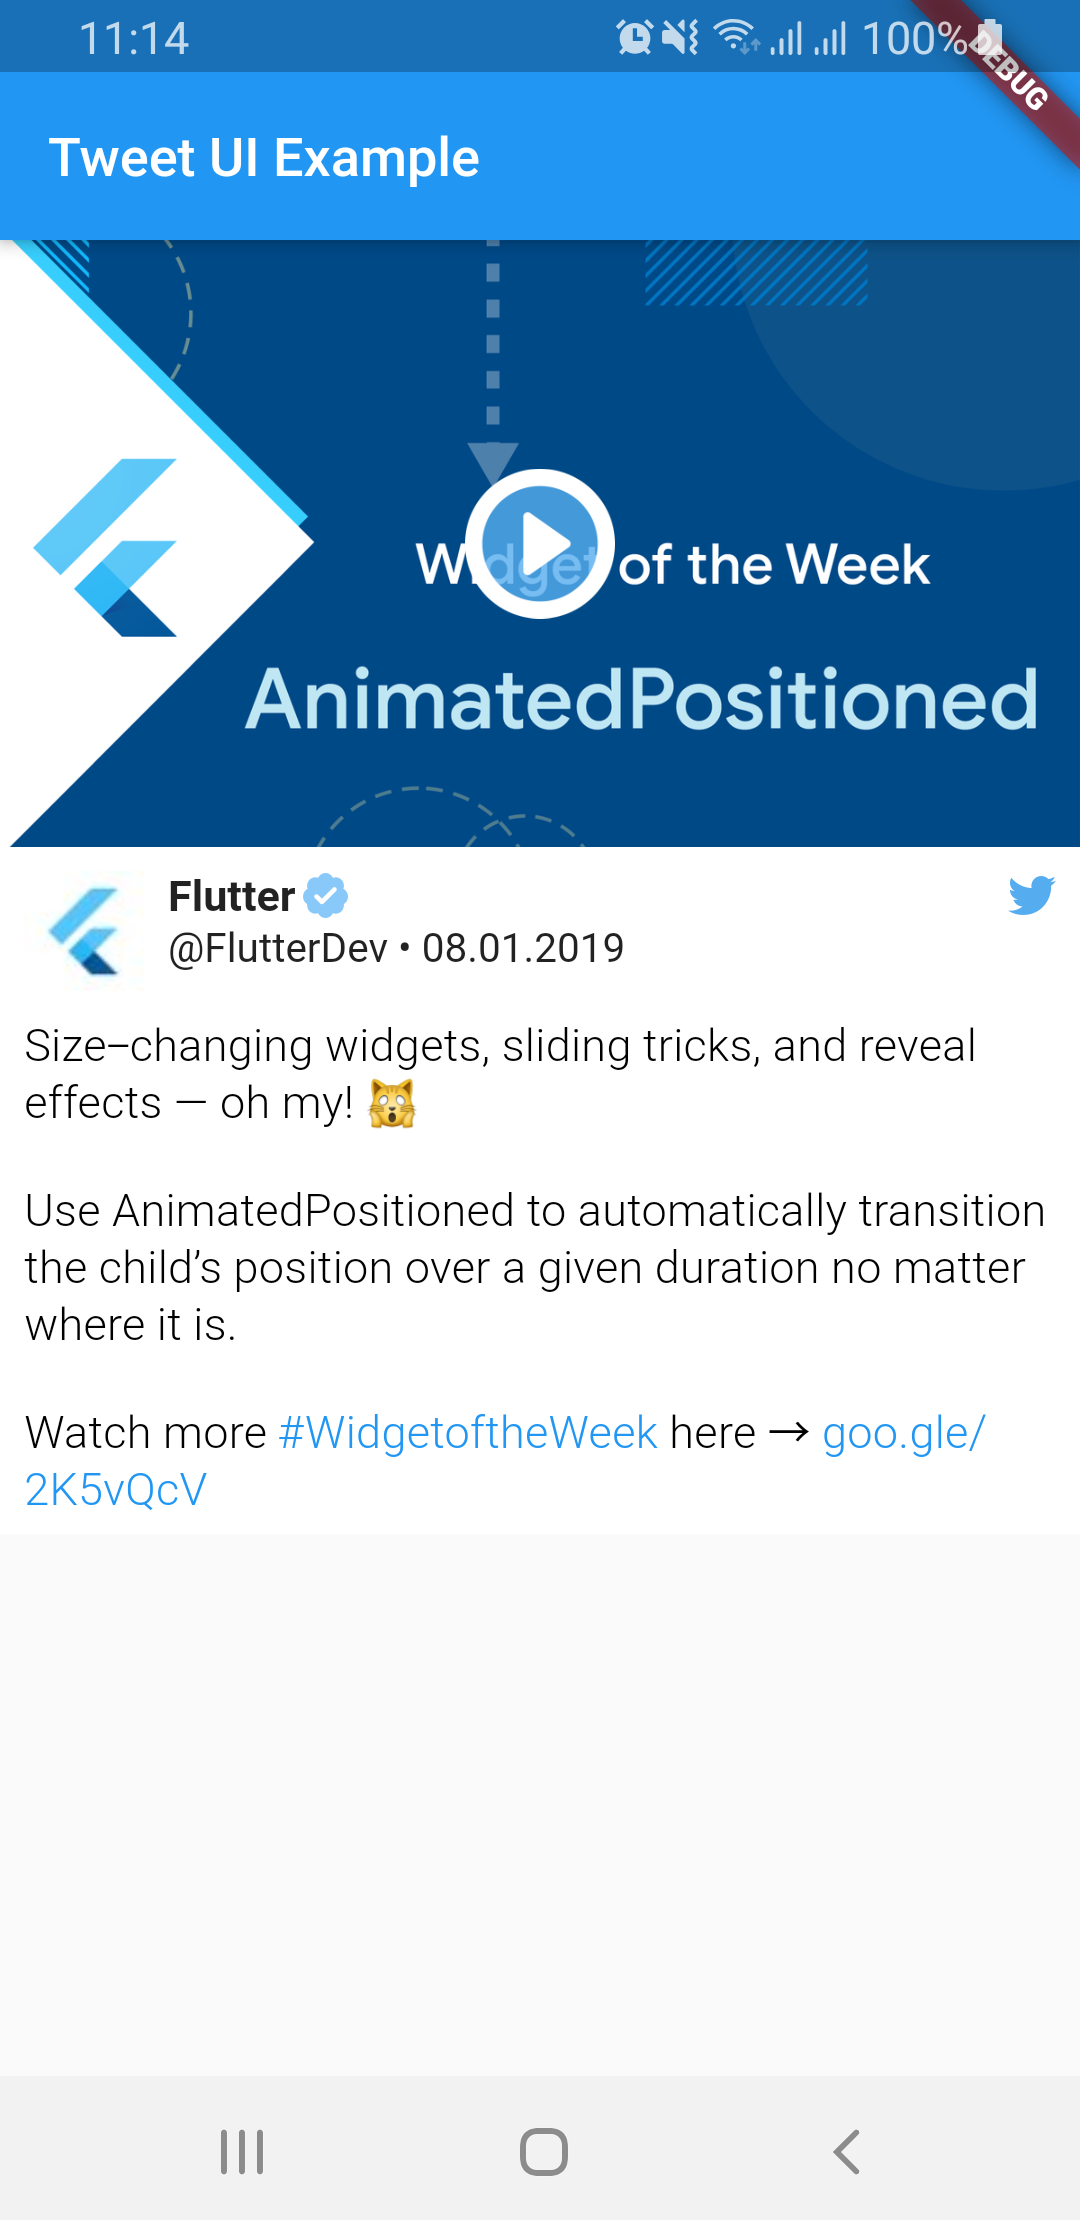 11:14
100%
DEBUG
Tweet UI Example
Widget of the Week
AnimatedPositioned
Flutter
@FlutterDev • 08.01.2019
Size-changing widgets, sliding tricks, and reveal
effects — oh my! 🙀
Use AnimatedPositioned to automatically transition
the child’s position over a given duration no matter
where it is.
Watch more #WidgetoftheWeek here → goo.gle/
2K5vQcV